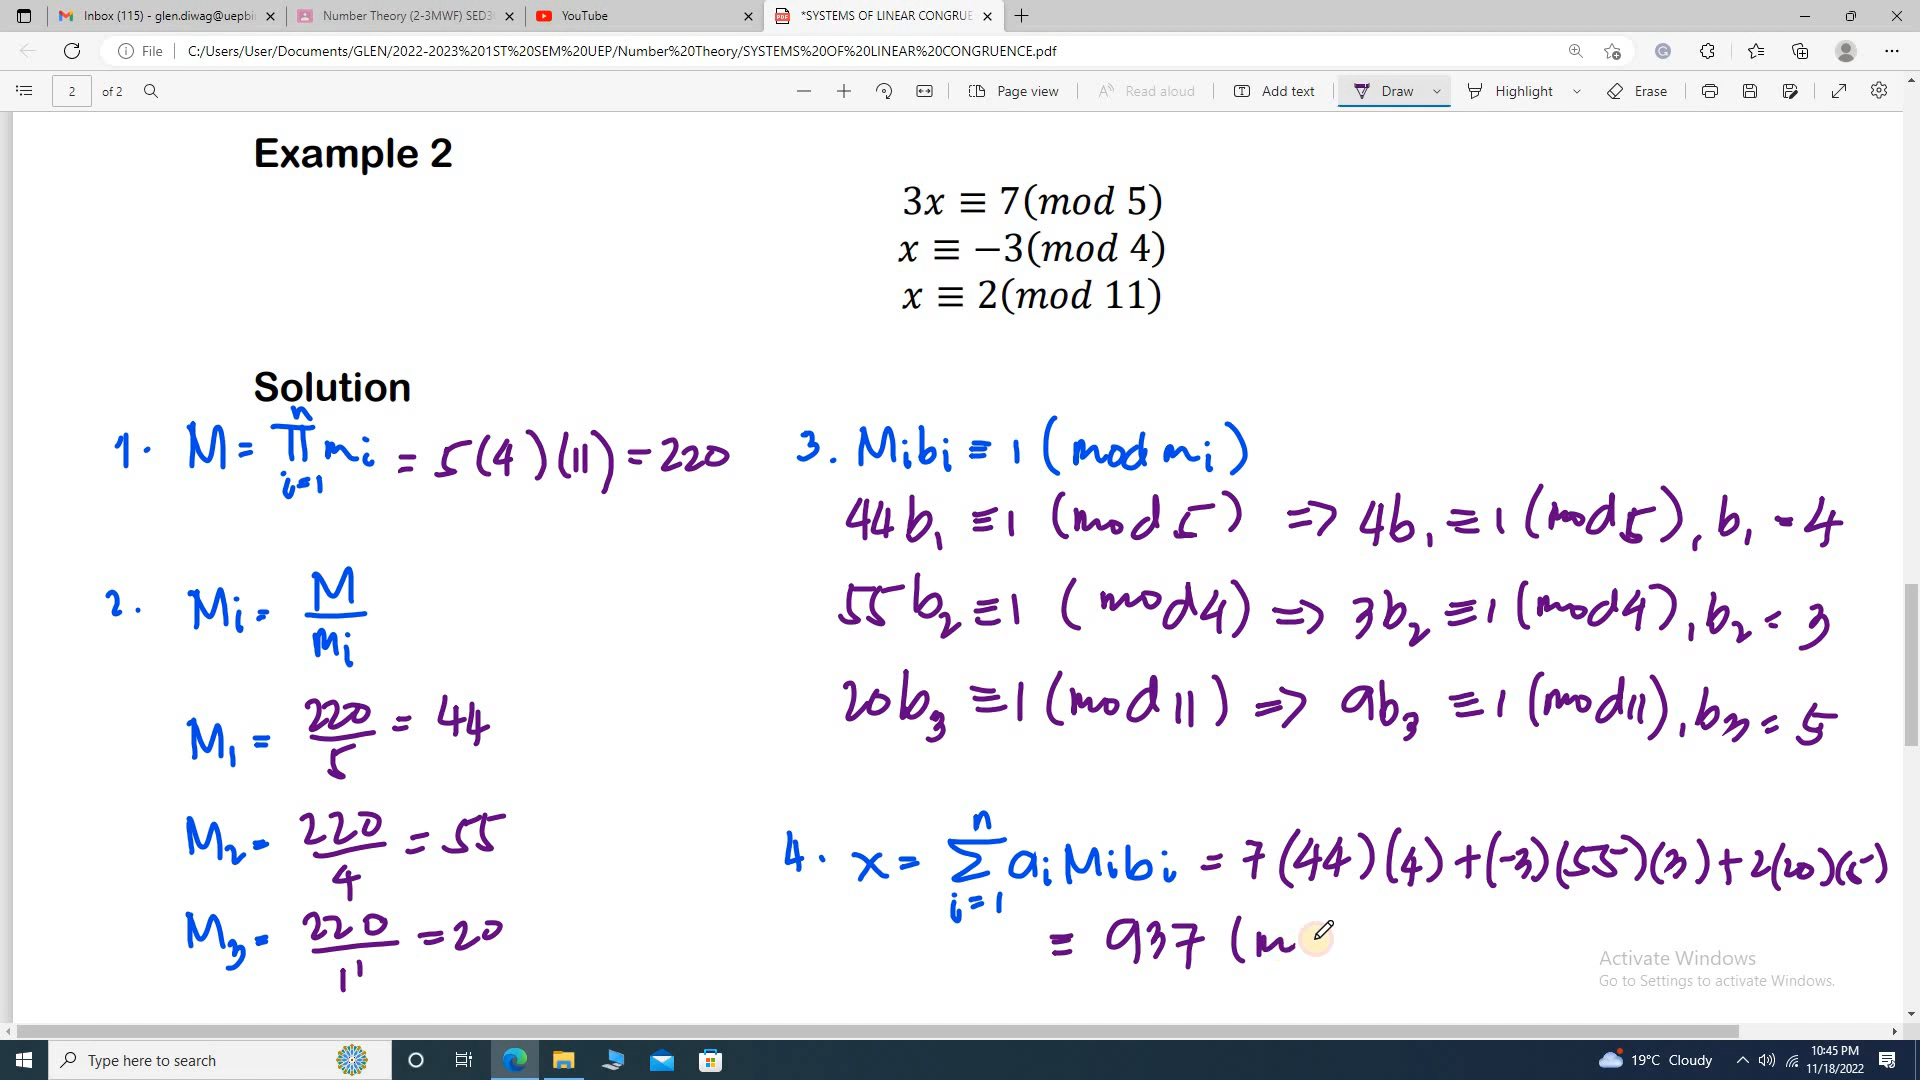 Inbox (115) - glen.diwag@uepbi
Number Theory (2-3MWF) SED3
YouTube
*SYSTEMS OF LINEAR CONGRUE
File
C:/Users/User/Documents/GLEN/2022-2023%201ST%20SEM%20UEP/Number%20Theory/SYSTEMS%20OF%20LINEAR%20CONGRUENCE.pdf
2 of 2
Page view
Read aloud
Add text
Draw
Highlight
Erase
Example 2
3x ≡ 7(mod 5)
x ≡ −3(mod 4)
x ≡ 2(mod 11)
Solution
1. M = ∏ⁿᵢ₌₁ mᵢ = 5(4)(11) = 220
2. Mᵢ = M/mᵢ
M₁ = 220/5 = 44
M₂ = 220/4 = 55
M₃ = 220/11 = 20
3. Mᵢbᵢ ≡ 1 (mod mᵢ)
44b₁ ≡ 1 (mod 5) => 4b₁ ≡ 1 (mod 5), b₁ = 4
55b₂ ≡ 1 (mod 4) => 3b₂ ≡ 1 (mod 4), b₂ = 3
20b₃ ≡ 1 (mod 11) => 9b₃ ≡ 1 (mod 11), b₃ = 5
4. x = ∑ⁿᵢ₌₁ aᵢMᵢbᵢ = 7(44)(4) + (-3)(55)(3) + 2(20)(5)
≡ 937 (m
Activate Windows
Go to Settings to activate Windows.
Type here to search
19°C Cloudy
10:45 PM
11/18/2022